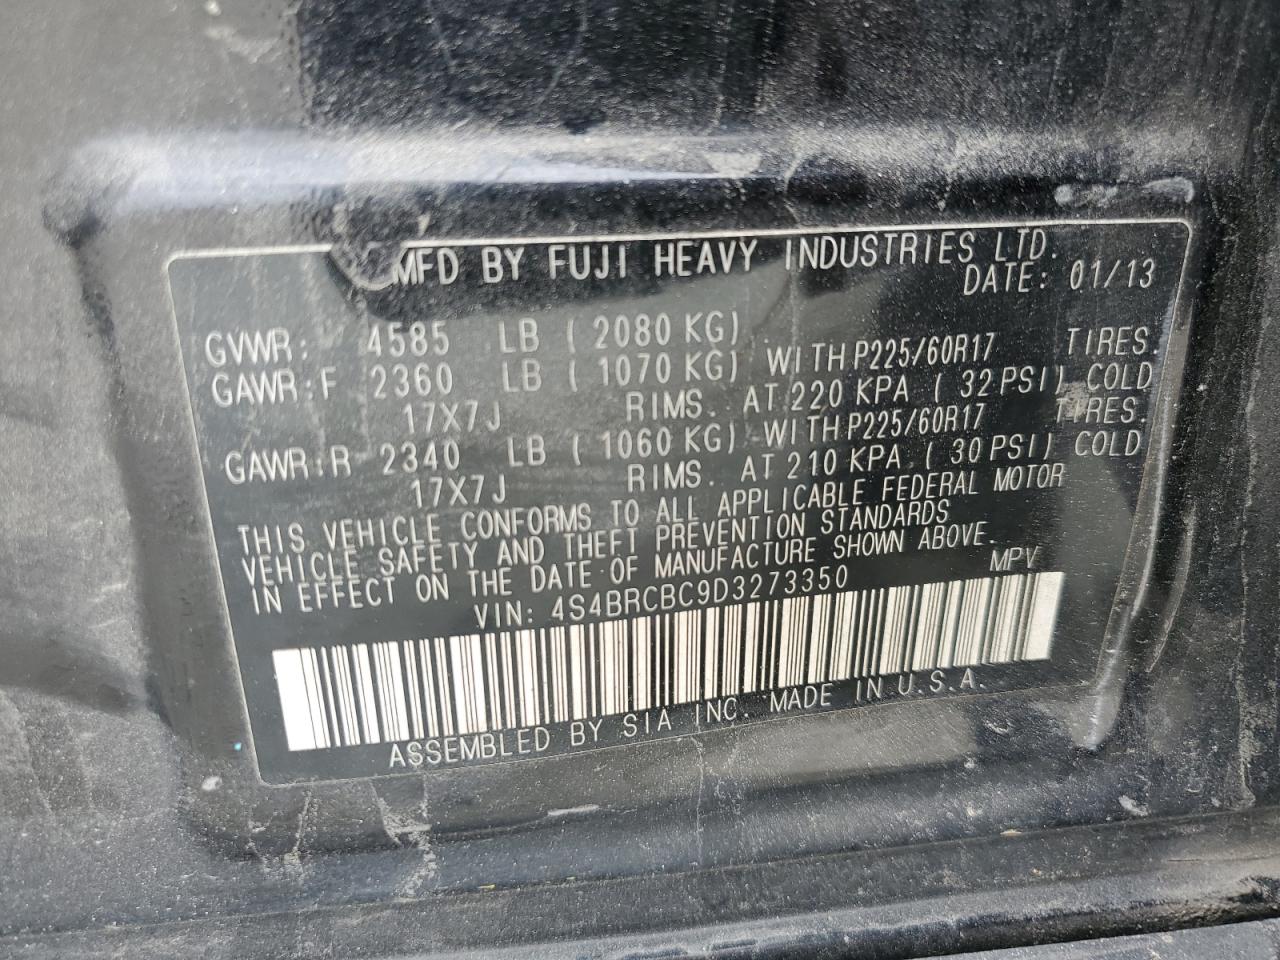 MFD BY FUJI HEAVY INDUSTRIES LTD.
DATE: 01/13
GVWR: 4585 LB ( 2080 KG)
GAWR:F 2360 LB ( 1070 KG) WITH P225/60R17 TIRES.
17X7J RIMS. AT 220 KPA ( 32 PSI) COLD
GAWR:R 2340 LB ( 1060 KG) WITH P225/60R17 TIRES.
17X7J RIMS. AT 210 KPA ( 30 PSI) COLD
THIS VEHICLE CONFORMS TO ALL APPLICABLE FEDERAL MOTOR
VEHICLE SAFETY AND THEFT PREVENTION STANDARDS
IN EFFECT ON THE DATE OF MANUFACTURE SHOWN ABOVE.
VIN: 4S4BRCBC9D3273350 MPV
ASSEMBLED BY SIA INC. MADE IN U.S.A.